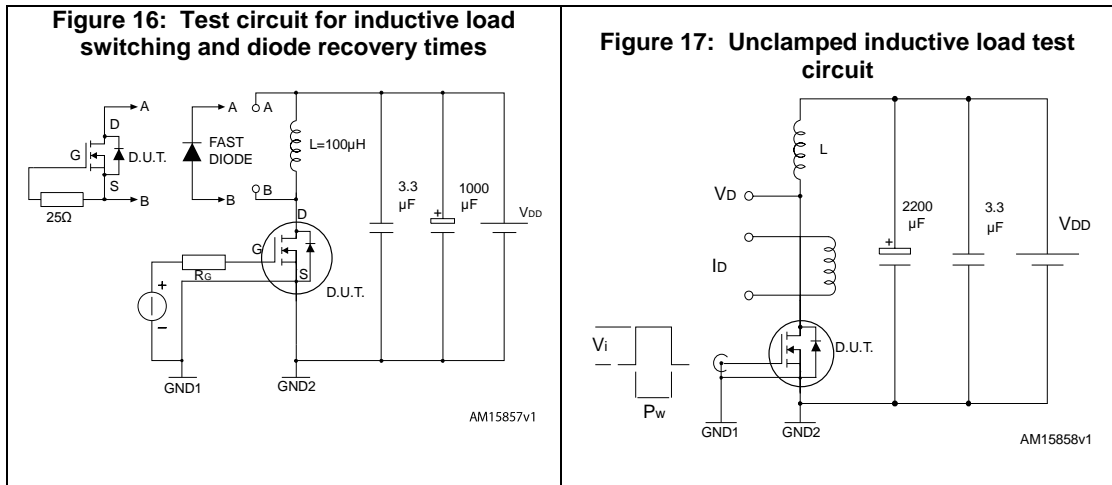 Figure 16: Test circuit for inductive load
switching and diode recovery times
A
D
G
D.U.T.
S
B
25Ω
A
FAST
DIODE
B
A
L=100µH
B
D
G
S
RG
D.U.T.
+
−
3.3
µF
1000
µF
+
VDD
GND1
GND2
AM15857v1
Figure 17: Unclamped inductive load test
circuit
L
VD
ID
2200
µF
+
3.3
µF
VDD
Vi
D.U.T.
Pw
GND1
GND2
AM15858v1